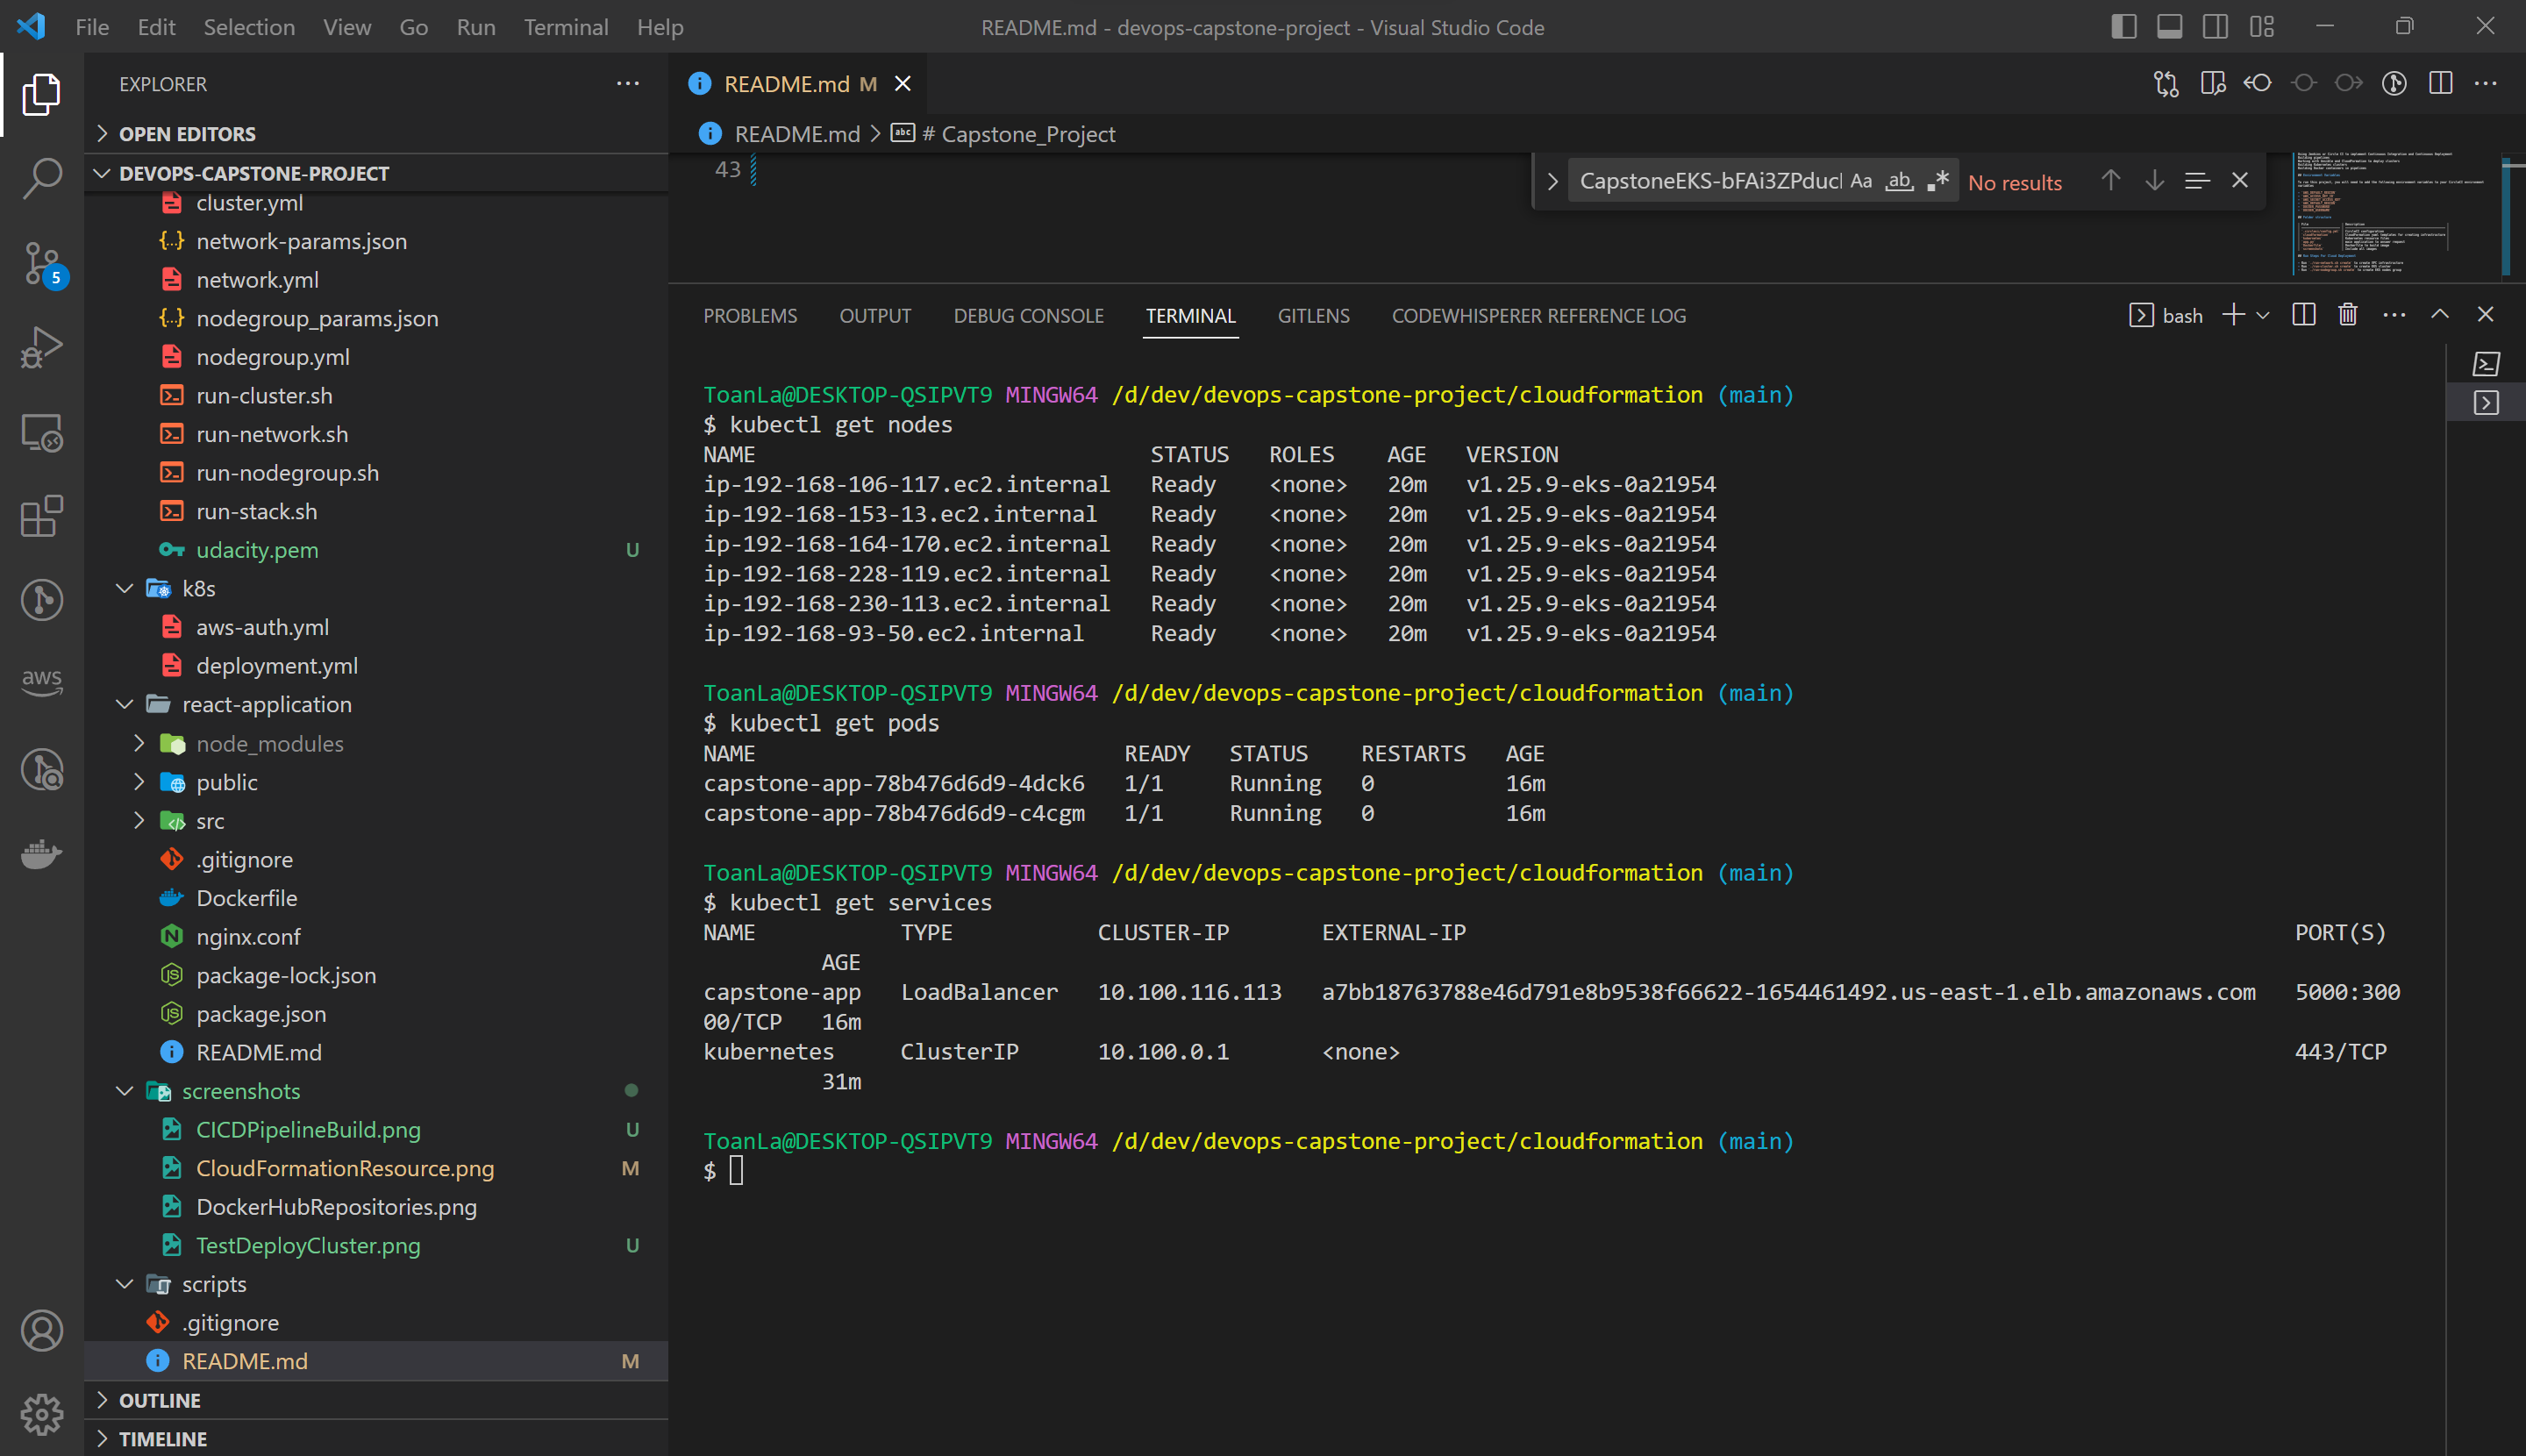 File Edit Selection View Go Run Terminal Help
README.md - devops-capstone-project - Visual Studio Code
EXPLORER
OPEN EDITORS
DEVOPS-CAPSTONE-PROJECT
cluster.yml
network-params.json
network.yml
nodegroup_params.json
nodegroup.yml
run-cluster.sh
run-network.sh
run-nodegroup.sh
run-stack.sh
udacity.pem U
k8s
aws-auth.yml
deployment.yml
react-application
node_modules
public
src
.gitignore
Dockerfile
nginx.conf
package-lock.json
package.json
README.md
screenshots
CICDPipelineBuild.png U
CloudFormationResource.png M
DockerHubRepositories.png
TestDeployCluster.png U
scripts
.gitignore
README.md M
OUTLINE
TIMELINE
5
aws
README.md M
README.md > abc # Capstone_Project
43
CapstoneEKS-bFAi3ZPducl Aa ab .* No results
PROBLEMS OUTPUT DEBUG CONSOLE TERMINAL GITLENS CODEWHISPERER REFERENCE LOG
bash
ToanLa@DESKTOP-QSIPVT9 MINGW64 /d/dev/devops-capstone-project/cloudformation (main)
$ kubectl get nodes
NAME STATUS ROLES AGE VERSION
ip-192-168-106-117.ec2.internal Ready <none> 20m v1.25.9-eks-0a21954
ip-192-168-153-13.ec2.internal Ready <none> 20m v1.25.9-eks-0a21954
ip-192-168-164-170.ec2.internal Ready <none> 20m v1.25.9-eks-0a21954
ip-192-168-228-119.ec2.internal Ready <none> 20m v1.25.9-eks-0a21954
ip-192-168-230-113.ec2.internal Ready <none> 20m v1.25.9-eks-0a21954
ip-192-168-93-50.ec2.internal Ready <none> 20m v1.25.9-eks-0a21954
ToanLa@DESKTOP-QSIPVT9 MINGW64 /d/dev/devops-capstone-project/cloudformation (main)
$ kubectl get pods
NAME READY STATUS RESTARTS AGE
capstone-app-78b476d6d9-4dck6 1/1 Running 0 16m
capstone-app-78b476d6d9-c4cgm 1/1 Running 0 16m
ToanLa@DESKTOP-QSIPVT9 MINGW64 /d/dev/devops-capstone-project/cloudformation (main)
$ kubectl get services
NAME TYPE CLUSTER-IP EXTERNAL-IP PORT(S)
AGE
capstone-app LoadBalancer 10.100.116.113 a7bb18763788e46d791e8b9538f66622-1654461492.us-east-1.elb.amazonaws.com 5000:300
00/TCP 16m
kubernetes ClusterIP 10.100.0.1 <none> 443/TCP
31m
ToanLa@DESKTOP-QSIPVT9 MINGW64 /d/dev/devops-capstone-project/cloudformation (main)
$